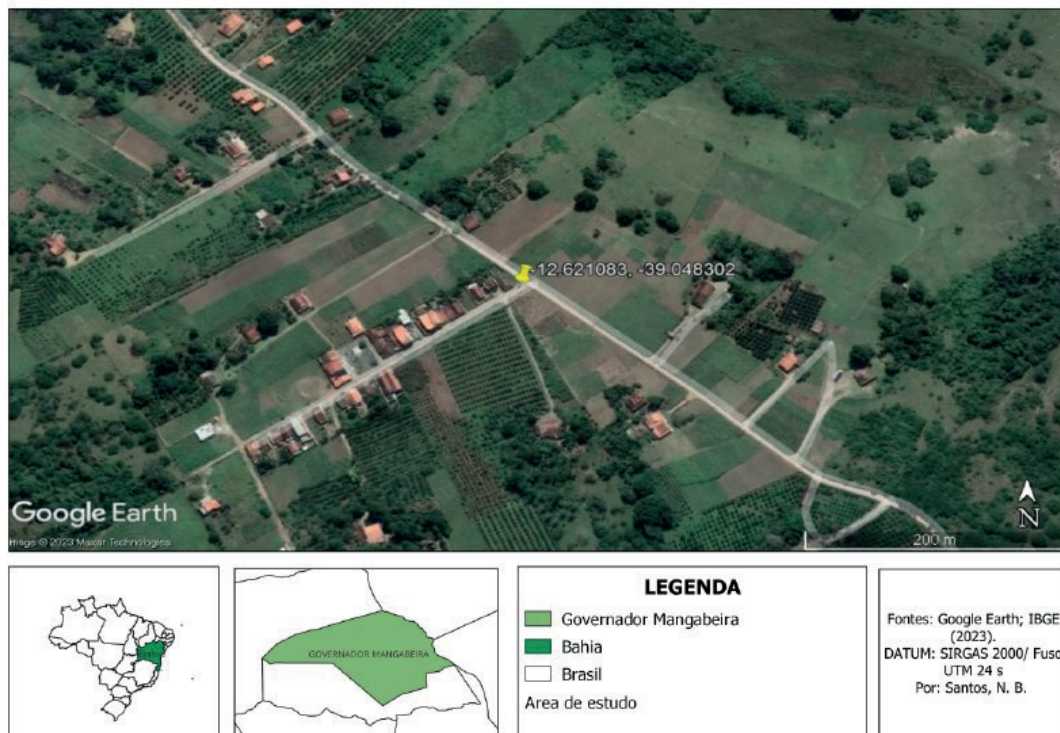 -12.621083, -39.048302
Google Earth
Image © 2023 Maxar Technologies
N
200 m
GOVERNADOR MANGABEIRA
LEGENDA
Governador Mangabeira
Bahia
Brasil
Area de estudo
Fontes: Google Earth; IBGE
(2023).
DATUM: SIRGAS 2000/ Fuso
UTM 24 s
Por: Santos, N. B.